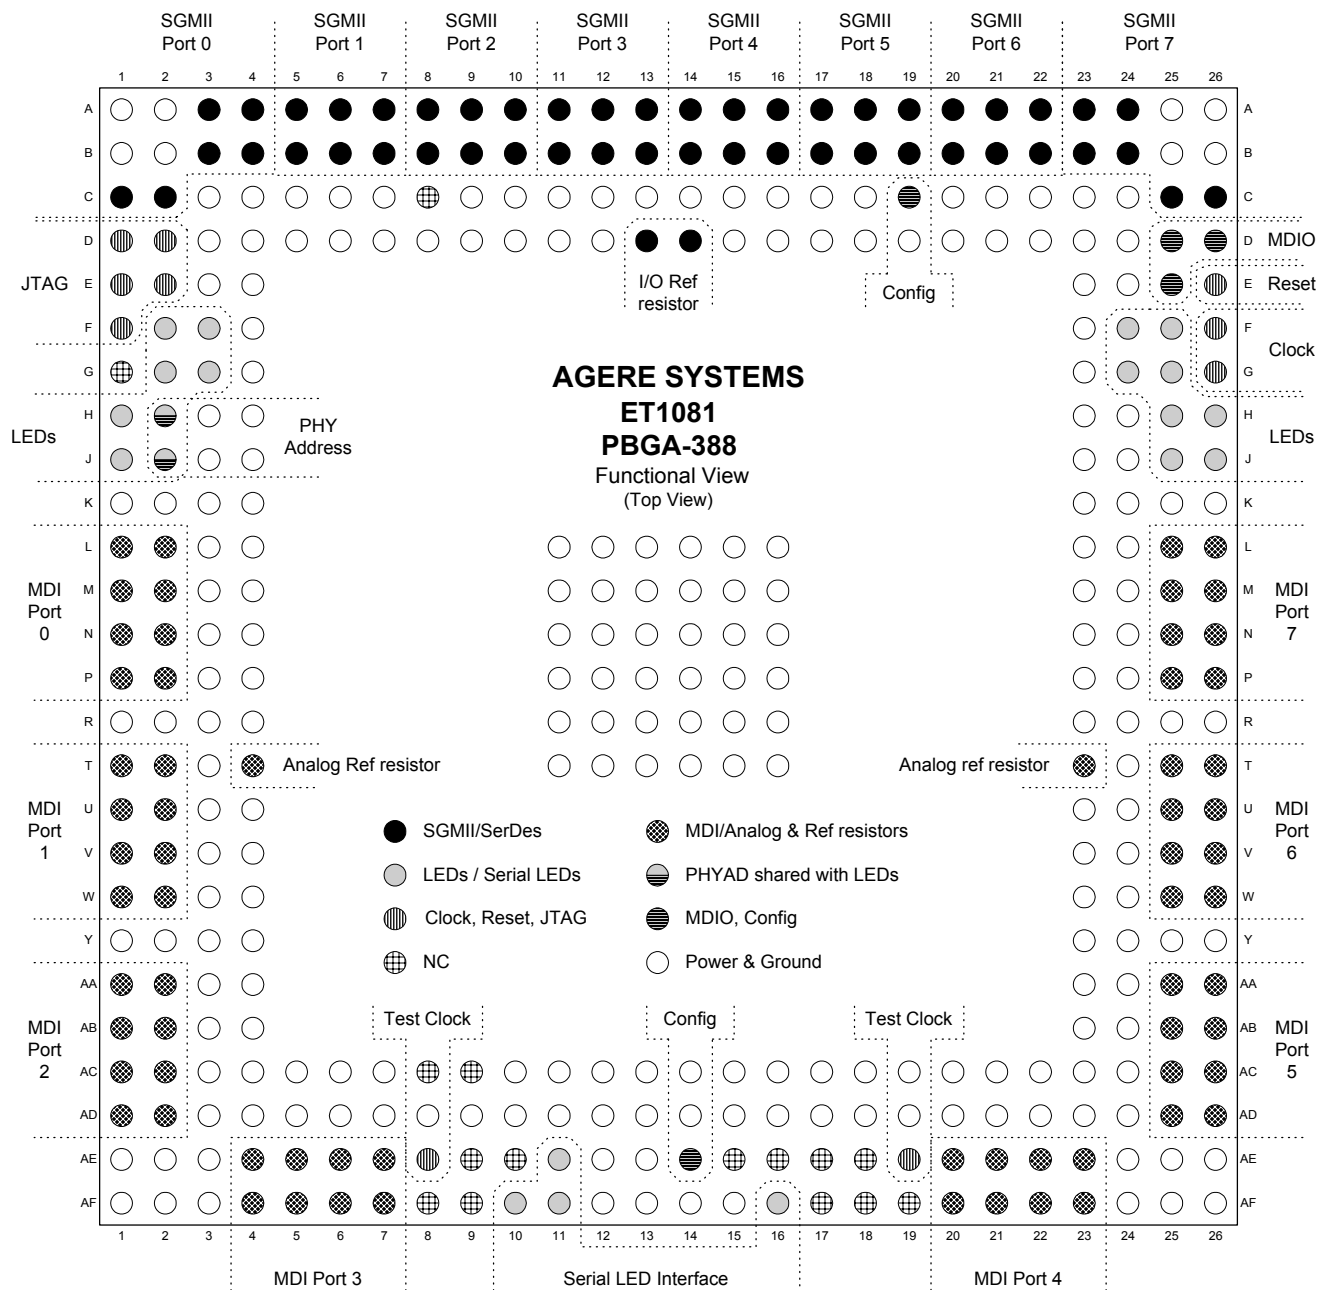 SGMII SGMII SGMII SGMII SGMII SGMII SGMII SGMII
Port 0 Port 1 Port 2 Port 3 Port 4 Port 5 Port 6 Port 7
1 2 3 4 5 6 7 8 9 10 11 12 13 14 15 16 17 18 19 20 21 22 23 24 25 26
A A
B B
C C
D D MDIO
JTAG E I/O Ref E Reset
resistor Config
F F
Clock
G AGERE SYSTEMS G
ET1081
H PHY H
LEDs Address PBGA-388 LEDs
J J
Functional View
(Top View)
K K
L L
MDI M M MDI
Port Port
0 N N 7
P P
R R
T Analog Ref resistor Analog ref resistor T
MDI U U MDI
Port SGMII/SerDes MDI/Analog & Ref resistors Port
1 V V 6
LEDs / Serial LEDs PHYAD shared with LEDs
W W
Clock, Reset, JTAG MDIO, Config
Y Y
NC Power & Ground
AA AA
MDI AB Test Clock Config Test Clock AB MDI
Port Port
2 AC AC 5
AD AD
AE AE
AF AF
1 2 3 4 5 6 7 8 9 10 11 12 13 14 15 16 17 18 19 20 21 22 23 24 25 26
MDI Port 3 Serial LED Interface MDI Port 4